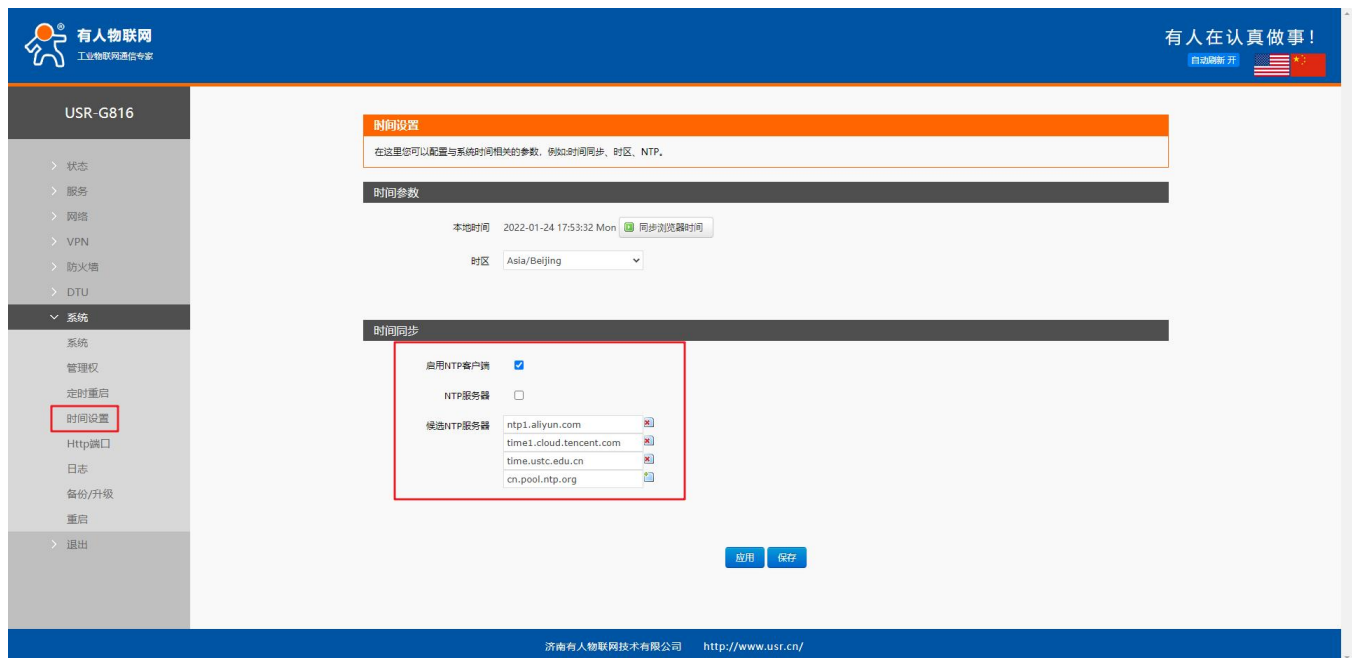 有人物联网
工业物联网通信专家
有人在认真做事!
自动刷新 开
USR-G816
状态
服务
网络
VPN
防火墙
DTU
系统
系统
管理权
定时重启
时间设置
Http端口
日志
备份/升级
重启
退出
时间设置
在这里您可以配置与系统时间相关的参数,例如:时间同步、时区、NTP。
时间参数
本地时间 2022-01-24 17:53:32 Mon 同步浏览器时间
时区 Asia/Beijing
时间同步
启用NTP客户端
NTP服务器
候选NTP服务器 ntp1.aliyun.com
time1.cloud.tencent.com
time.ustc.edu.cn
cn.pool.ntp.org
应用 保存
济南有人物联网技术有限公司 http://www.usr.cn/